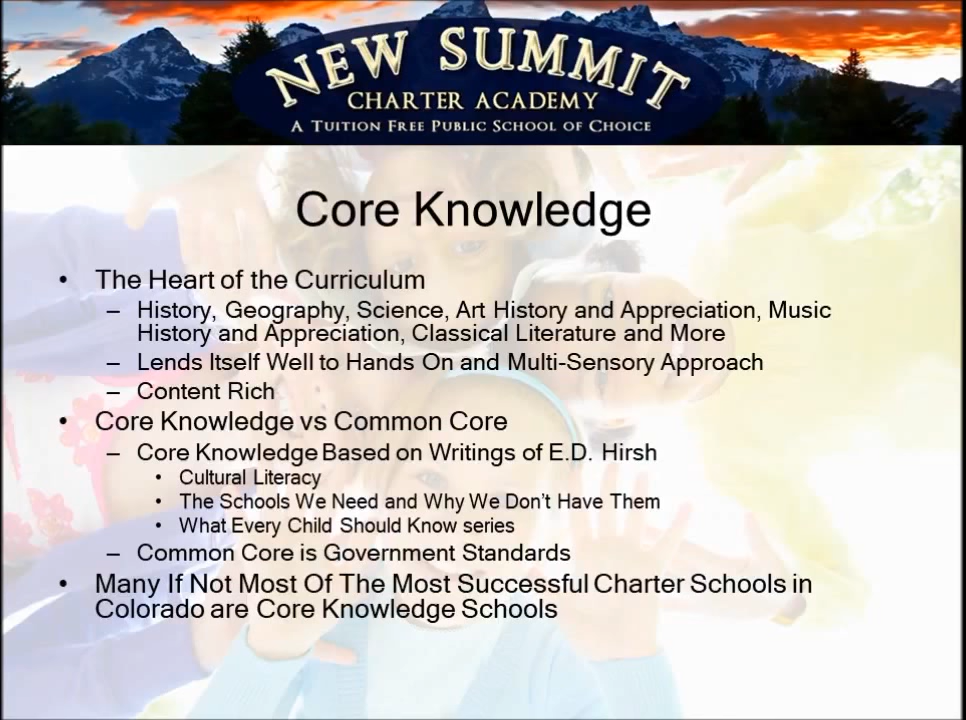 NEW SUMMIT
CHARTER ACADEMY
A TUITION FREE PUBLIC SCHOOL OF CHOICE
Core Knowledge
• The Heart of the Curriculum
– History, Geography, Science, Art History and Appreciation, Music
History and Appreciation, Classical Literature and More
– Lends Itself Well to Hands On and Multi-Sensory Approach
– Content Rich
• Core Knowledge vs Common Core
– Core Knowledge Based on Writings of E.D. Hirsh
• Cultural Literacy
• The Schools We Need and Why We Don't Have Them
• What Every Child Should Know series
– Common Core is Government Standards
• Many If Not Most Of The Most Successful Charter Schools in
Colorado are Core Knowledge Schools